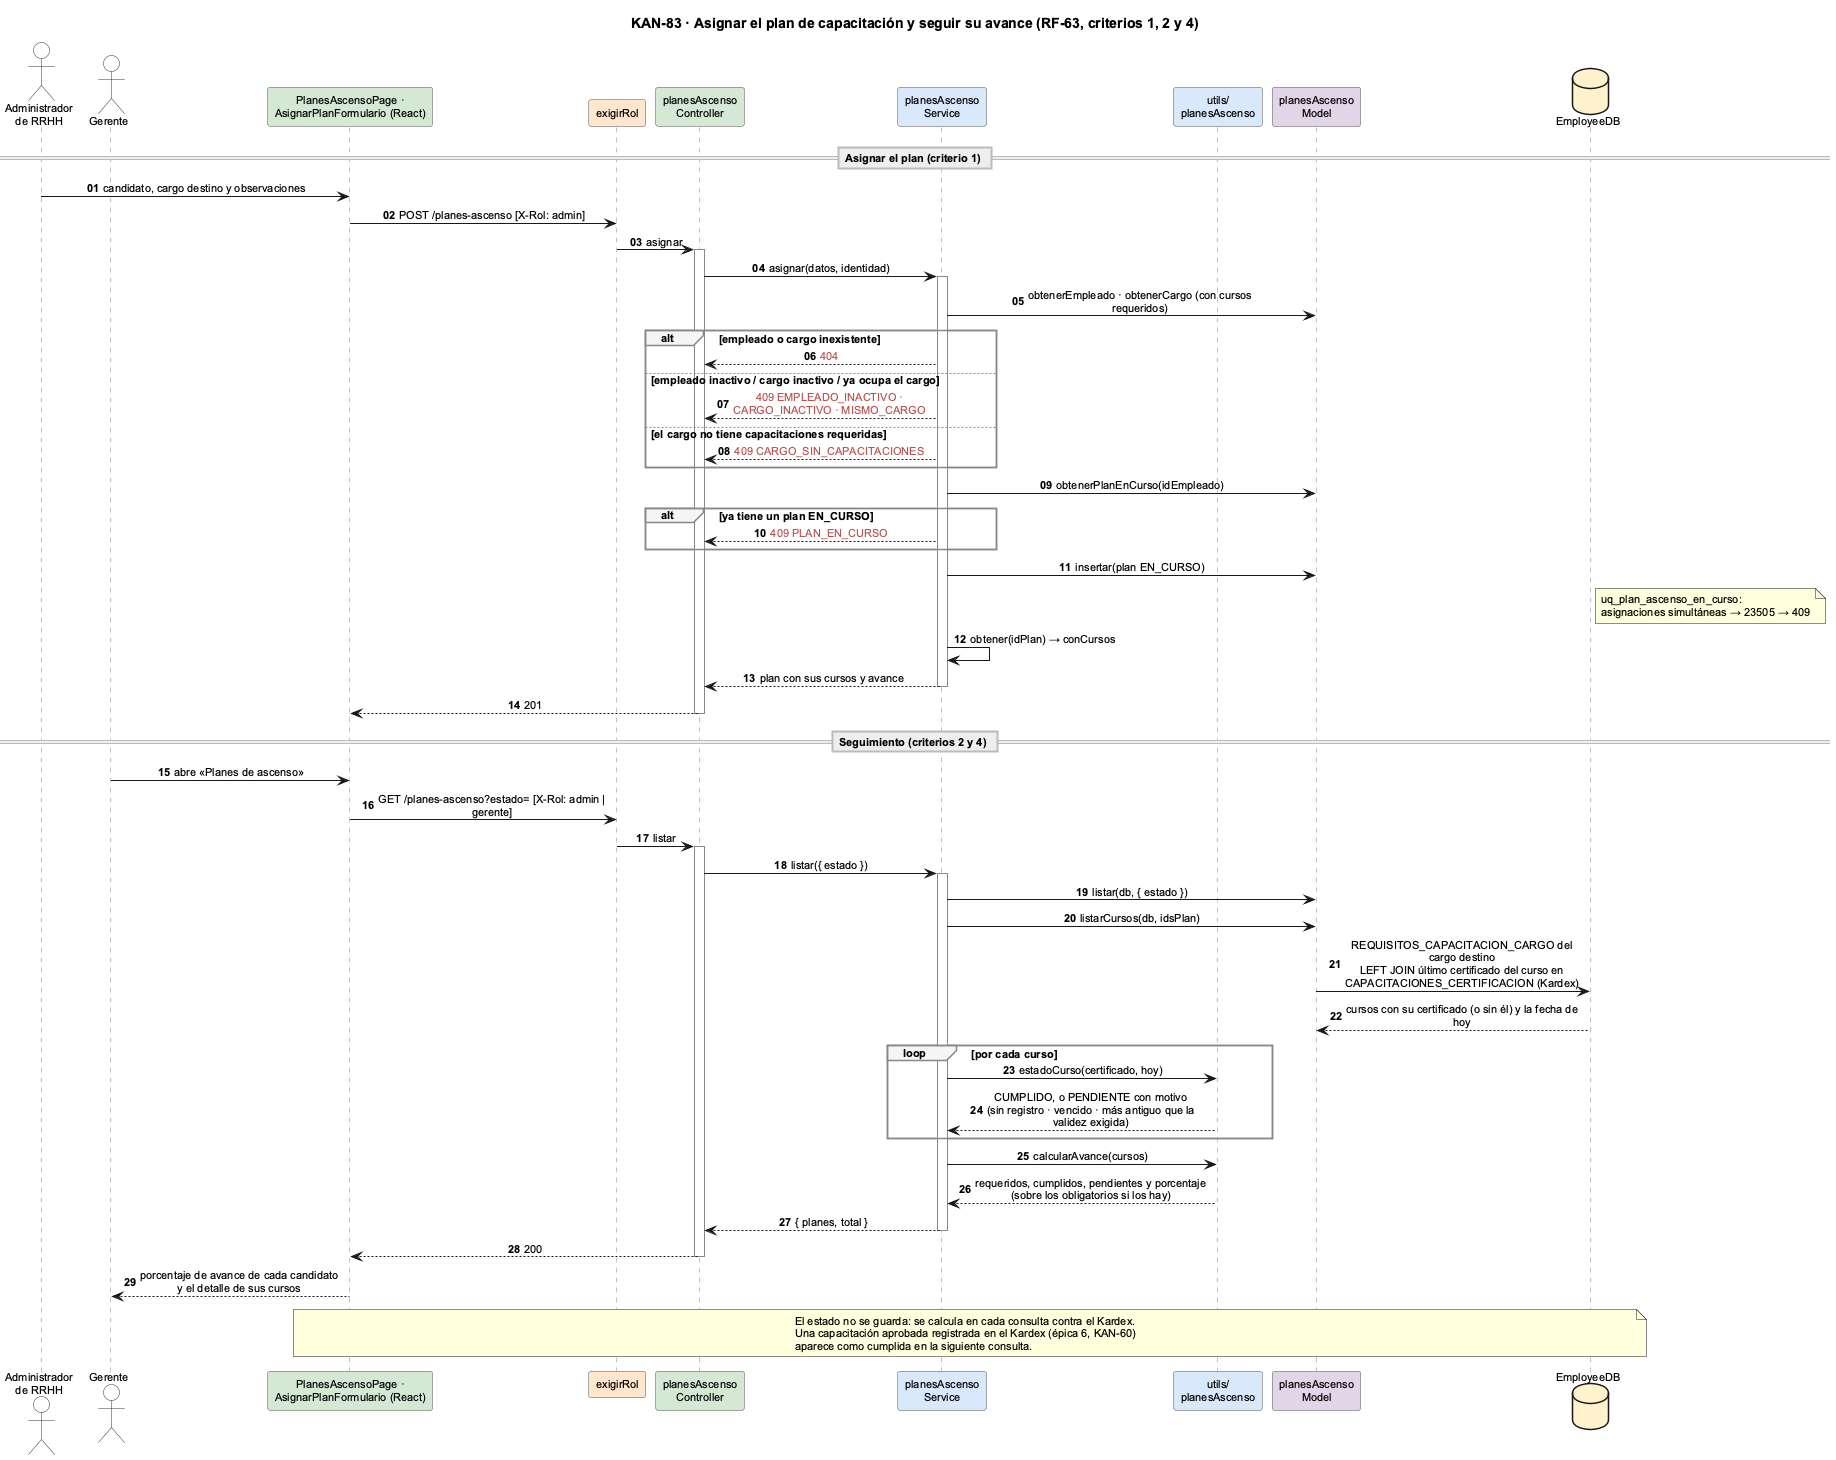 KAN-83 · Asignar el plan de capacitación y seguir su avance (RF-63, criterios 1, 2 y 4)
Administrador
de RRHH
Gerente
PlanesAscensoPage ·
AsignarPlanFormulario (React)
exigirRol
planesAscenso
Controller
planesAscenso
Service
utils/
planesAscenso
planesAscenso
Model
EmployeeDB
Asignar el plan (criterio 1)
01 candidato, cargo destino y observaciones
02 POST /planes-ascenso [X-Rol: admin]
03 asignar
04 asignar(datos, identidad)
05 obtenerEmpleado · obtenerCargo (con cursos
requeridos)
alt [empleado o cargo inexistente]
06 404
[empleado inactivo / cargo inactivo / ya ocupa el cargo]
07 409 EMPLEADO_INACTIVO ·
CARGO_INACTIVO · MISMO_CARGO
[el cargo no tiene capacitaciones requeridas]
08 409 CARGO_SIN_CAPACITACIONES
09 obtenerPlanEnCurso(idEmpleado)
alt [ya tiene un plan EN_CURSO]
10 409 PLAN_EN_CURSO
11 insertar(plan EN_CURSO)
uq_plan_ascenso_en_curso:
asignaciones simultáneas → 23505 → 409
12 obtener(idPlan) → conCursos
13 plan con sus cursos y avance
14 201
Seguimiento (criterios 2 y 4)
15 abre «Planes de ascenso»
16 GET /planes-ascenso?estado= [X-Rol: admin |
gerente]
17 listar
18 listar({ estado })
19 listar(db, { estado })
20 listarCursos(db, idsPlan)
21 REQUISITOS_CAPACITACION_CARGO del
cargo destino
LEFT JOIN último certificado del curso en
CAPACITACIONES_CERTIFICACION (Kardex)
22 cursos con su certificado (o sin él) y la fecha de
hoy
loop [por cada curso]
23 estadoCurso(certificado, hoy)
24 CUMPLIDO, o PENDIENTE con motivo
(sin registro · vencido · más antiguo que la
validez exigida)
25 calcularAvance(cursos)
26 requeridos, cumplidos, pendientes y porcentaje
(sobre los obligatorios si los hay)
27 { planes, total }
28 200
29 porcentaje de avance de cada candidato
y el detalle de sus cursos
El estado no se guarda: se calcula en cada consulta contra el Kardex.
Una capacitación aprobada registrada en el Kardex (épica 6, KAN-60)
aparece como cumplida en la siguiente consulta.
Administrador
de RRHH
Gerente
PlanesAscensoPage ·
AsignarPlanFormulario (React)
exigirRol
planesAscenso
Controller
planesAscenso
Service
utils/
planesAscenso
planesAscenso
Model
EmployeeDB